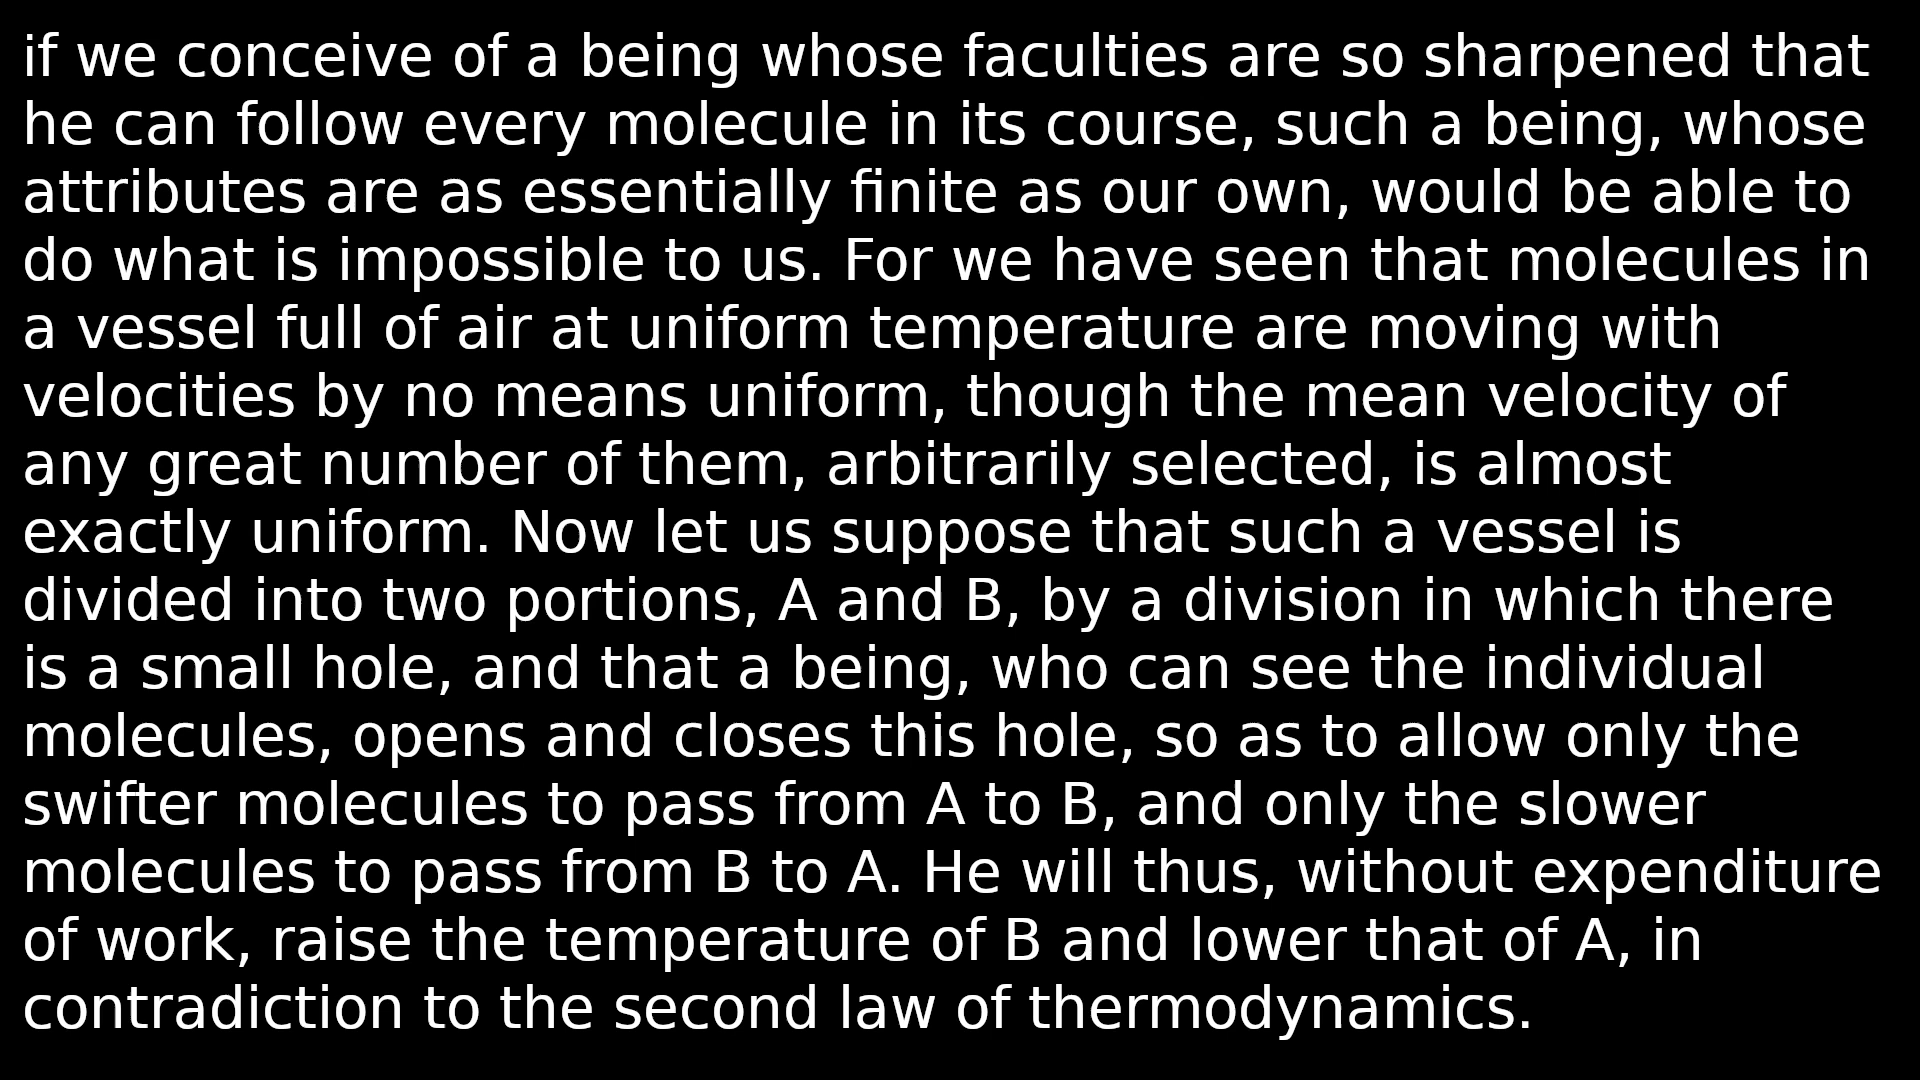 if we conceive of a being whose faculties are so sharpened that
he can follow every molecule in its course, such a being, whose
attributes are as essentially finite as our own, would be able to
do what is impossible to us. For we have seen that molecules in
a vessel full of air at uniform temperature are moving with
velocities by no means uniform, though the mean velocity of
any great number of them, arbitrarily selected, is almost
exactly uniform. Now let us suppose that such a vessel is
divided into two portions, A and B, by a division in which there
is a small hole, and that a being, who can see the individual
molecules, opens and closes this hole, so as to allow only the
swifter molecules to pass from A to B, and only the slower
molecules to pass from B to A. He will thus, without expenditure
of work, raise the temperature of B and lower that of A, in
contradiction to the second law of thermodynamics.